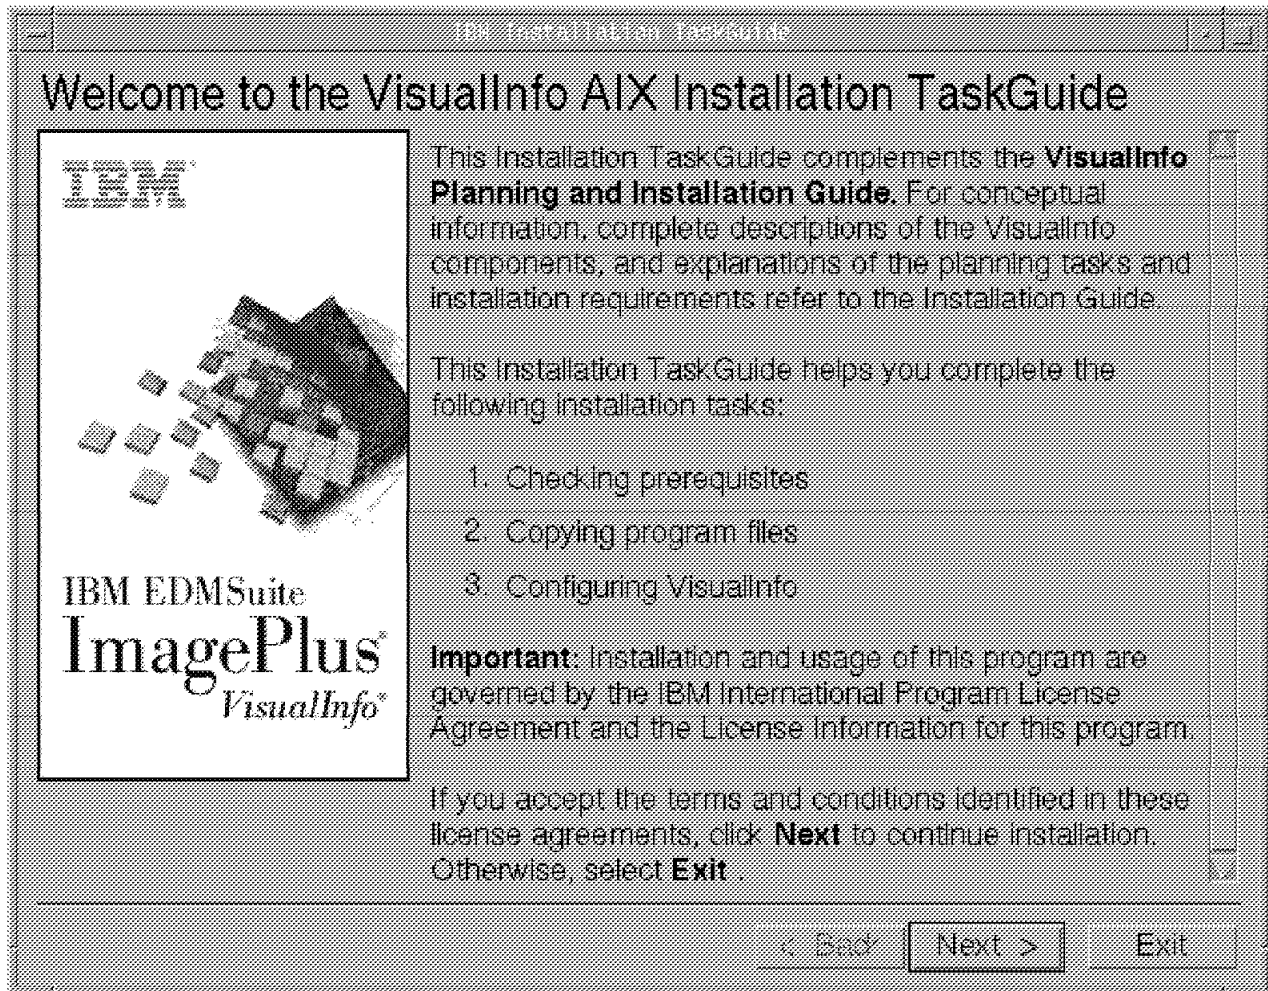 IBM Installation TaskGuide
Welcome to the VisualInfo AIX Installation TaskGuide
IBM
IBM EDMSuite
ImagePlus®
VisualInfo®
This Installation TaskGuide complements the VisualInfo
Planning and Installation Guide. For conceptual
information, complete descriptions of the VisualInfo
components, and explanations of the planning tasks and
installation requirements refer to the Installation Guide.
This Installation TaskGuide helps you complete the
following installation tasks:
1. Checking prerequisites
2. Copying program files
3. Configuring VisualInfo
Important: Installation and usage of this program are
governed by the IBM International Program License
Agreement and the License Information for this program.
If you accept the terms and conditions identified in these
license agreements, click Next to continue installation.
Otherwise, select Exit .
< Back
Next >
Exit